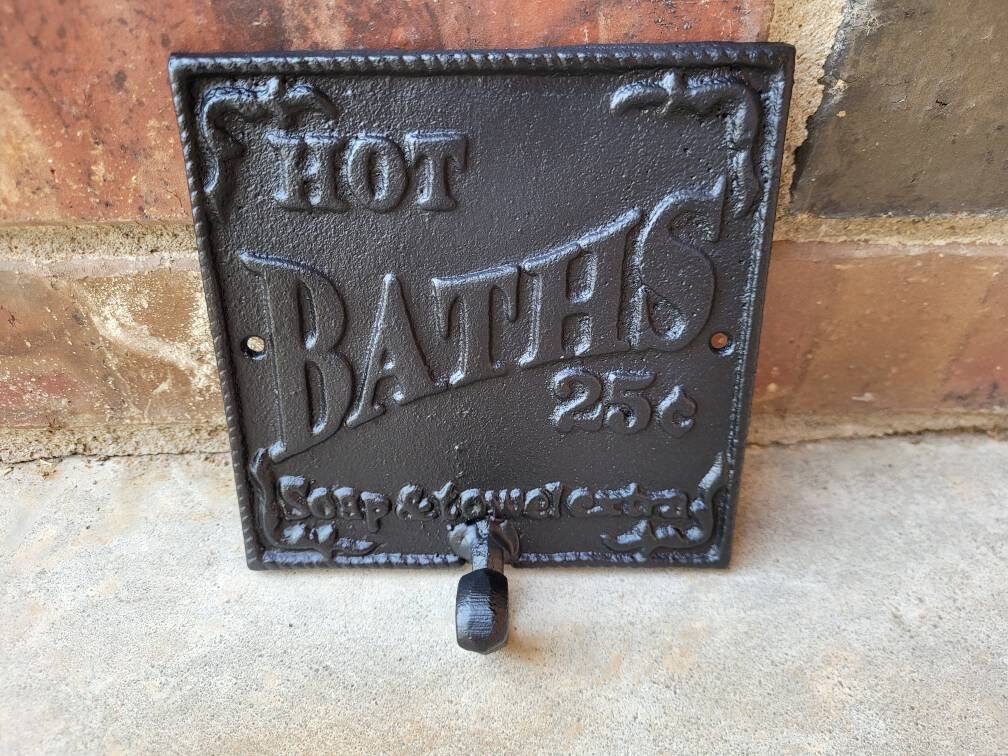 HOT
BATHS
25¢
Soap & towel extra